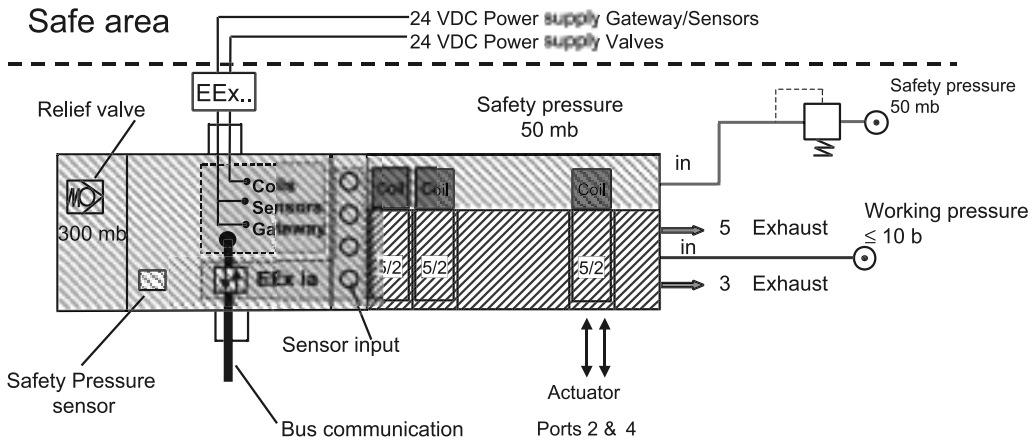 Safe area
24 VDC Power supply Gateway/Sensors
24 VDC Power supply Valves
EEx..
Relief valve
Safety pressure
50 mb
Safety pressure
50 mb
in
Coils
Sensors
Gateway
Coil
Coil
Coil
300 mb
5 Exhaust
in
Working pressure
≤ 10 b
3 Exhaust
5/2
5/2
5/2
EEx ia
Sensor input
Safety Pressure
sensor
Bus communication
Actuator
Ports 2 & 4